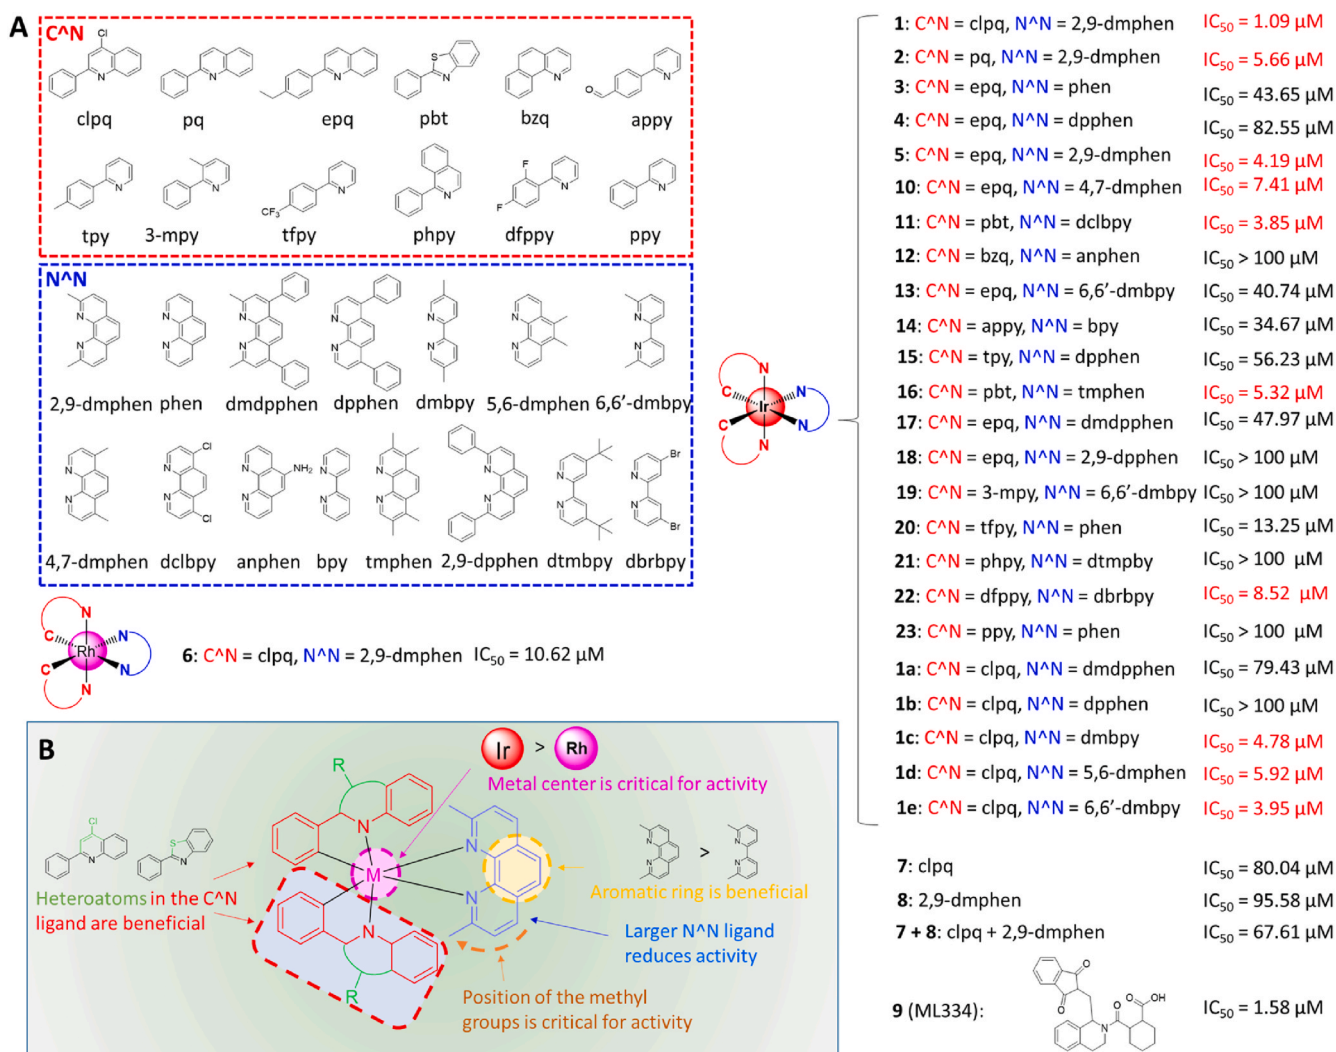 A
C^N
Cl
N
N
N
S
N
N
O
N
clpq
pq
epq
pbt
bzq
appy
N
N
CF₃
N
N
F
F
N
N
tpy
3-mpy
tfpy
phpy
dfppy
ppy
N^N
2,9-dmphen
phen
dmdpphen
dpphen
dmbpy
5,6-dmphen
6,6'-dmbpy
Cl
Cl
NH₂
Br
Br
4,7-dmphen
dclbpy
anphen
bpy
tmphen
2,9-dpphen
dtmbpy
dbrbpy
N
C
Rh
C
N
N
N
6: C^N = clpq, N^N = 2,9-dmphen IC₅₀ = 10.62 µM
N
C
Ir
C
N
N
N
1: C^N = clpq, N^N = 2,9-dmphen IC₅₀ = 1.09 µM
2: C^N = pq, N^N = 2,9-dmphen IC₅₀ = 5.66 µM
3: C^N = epq, N^N = phen IC₅₀ = 43.65 µM
4: C^N = epq, N^N = dpphen IC₅₀ = 82.55 µM
5: C^N = epq, N^N = 2,9-dmphen IC₅₀ = 4.19 µM
10: C^N = epq, N^N = 4,7-dmphen IC₅₀ = 7.41 µM
11: C^N = pbt, N^N = dclbpy IC₅₀ = 3.85 µM
12: C^N = bzq, N^N = anphen IC₅₀ > 100 µM
13: C^N = epq, N^N = 6,6'-dmbpy IC₅₀ = 40.74 µM
14: C^N = appy, N^N = bpy IC₅₀ = 34.67 µM
15: C^N = tpy, N^N = dpphen IC₅₀ = 56.23 µM
16: C^N = pbt, N^N = tmphen IC₅₀ = 5.32 µM
17: C^N = epq, N^N = dmdpphen IC₅₀ = 47.97 µM
18: C^N = epq, N^N = 2,9-dpphen IC₅₀ > 100 µM
19: C^N = 3-mpy, N^N = 6,6'-dmbpy IC₅₀ > 100 µM
20: C^N = tfpy, N^N = phen IC₅₀ = 13.25 µM
21: C^N = phpy, N^N = dtmpby IC₅₀ > 100 µM
22: C^N = dfppy, N^N = dbrbpy IC₅₀ = 8.52 µM
23: C^N = ppy, N^N = phen IC₅₀ > 100 µM
1a: C^N = clpq, N^N = dmdpphen IC₅₀ = 79.43 µM
1b: C^N = clpq, N^N = dpphen IC₅₀ > 100 µM
1c: C^N = clpq, N^N = dmbpy IC₅₀ = 4.78 µM
1d: C^N = clpq, N^N = 5,6-dmphen IC₅₀ = 5.92 µM
1e: C^N = clpq, N^N = 6,6'-dmbpy IC₅₀ = 3.95 µM
7: clpq IC₅₀ = 80.04 µM
8: 2,9-dmphen IC₅₀ = 95.58 µM
7 + 8: clpq + 2,9-dmphen IC₅₀ = 67.61 µM
9 (ML334): IC₅₀ = 1.58 µM
O
O
N
O
O
OH
B
Ir > Rh
Metal center is critical for activity
R
N
N
M
N
N
R
Cl
N
S
N
Heteroatoms in the C^N
ligand are beneficial
>
Aromatic ring is beneficial
Larger N^N ligand
reduces activity
Position of the methyl
groups is critical for activity